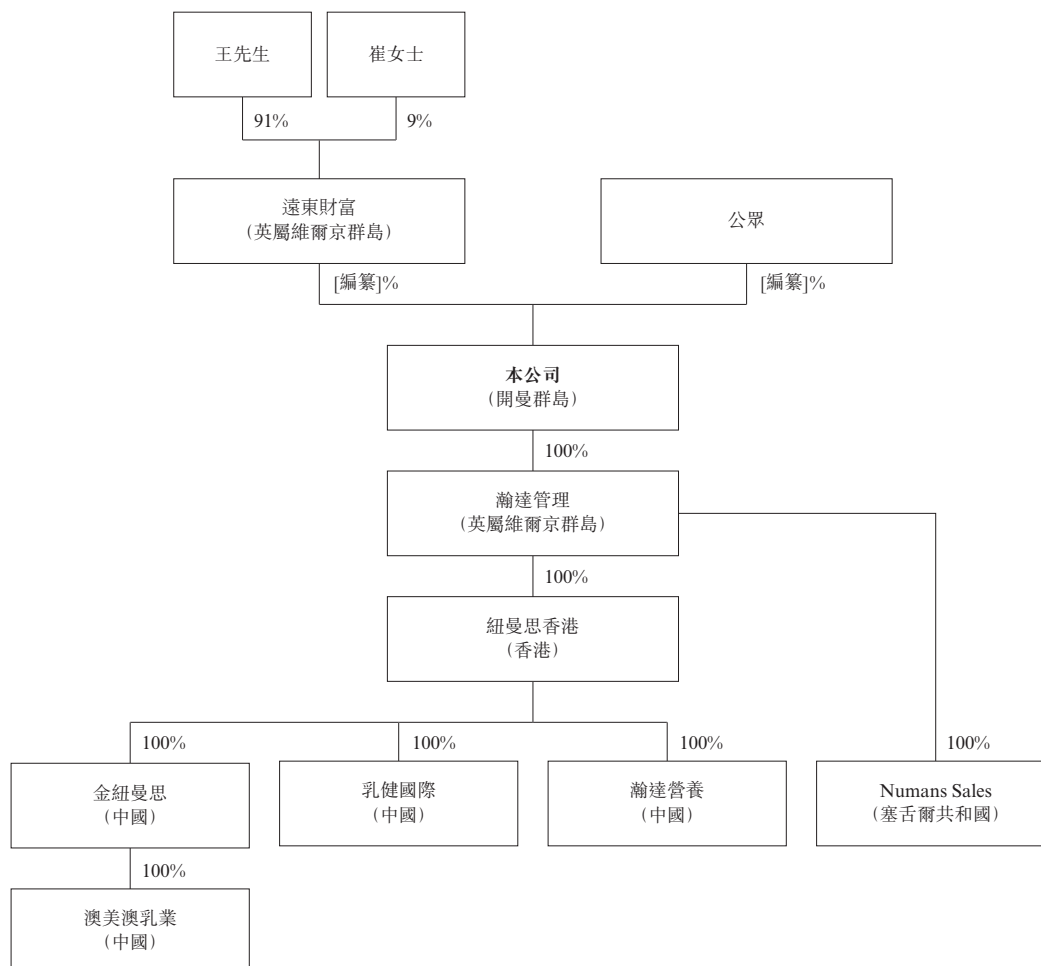 王先生
崔女士
91%
9%
遠東財富
(英屬維爾京群島)
公眾
[編纂]%
[編纂]%
本公司
(開曼群島)
100%
瀚達管理
(英屬維爾京群島)
100%
紐曼思香港
(香港)
100%
100%
100%
100%
金紐曼思
(中國)
乳健國際
(中國)
瀚達營養
(中國)
Numans Sales
(塞舌爾共和國)
100%
澳美澳乳業
(中國)